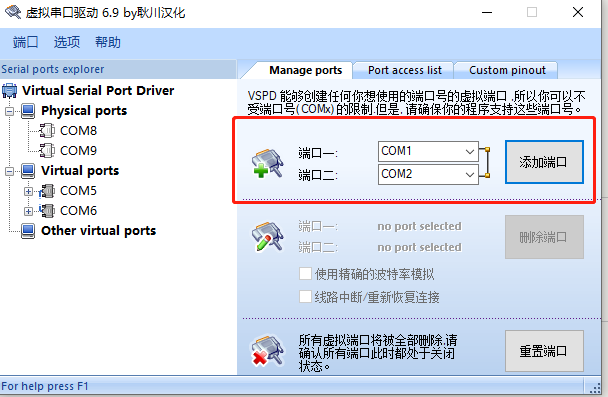 虚拟串口驱动 6.9 by耿川汉化
端口 选项 帮助
Serial ports explorer
Virtual Serial Port Driver
Physical ports
COM8
COM9
Virtual ports
COM5
COM6
Other virtual ports
Manage ports Port access list Custom pinout
VSPD 能够创建任何你想使用的端口号的虚拟端口 ,所以你可以不
受端口号(COMx)的限制.但是, 请确保你的程序支持这些端口号。
端口一: COM1
端口二: COM2
添加端口
端口一: no port selected
端口二: no port selected
删除端口
使用精确的波特率模拟
线路中断/重新恢复连接
所有虚拟端口将被全部删除,请
确认所有端口此时都处于关闭
状态。
重置端口
For help press F1